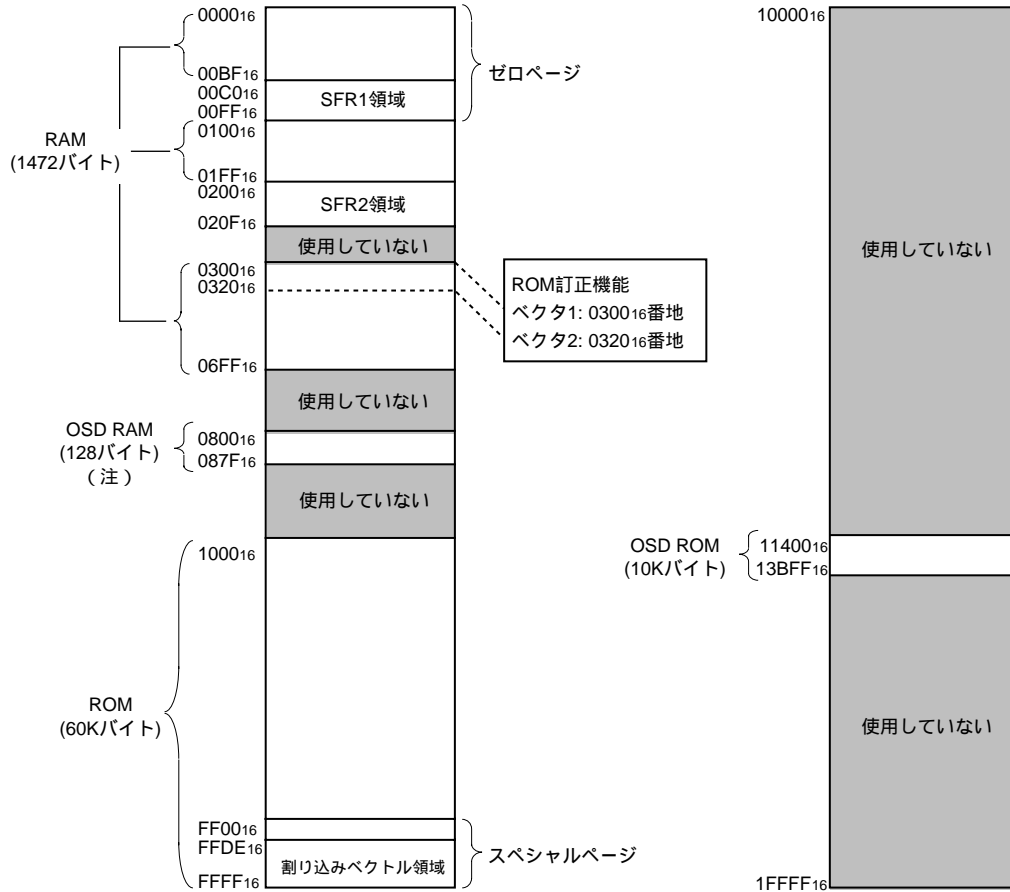 0000₁₆
00BF₁₆
00C0₁₆
SFR1領域
00FF₁₆
ゼロページ
0100₁₆
RAM
(1472バイト)
01FF₁₆
0200₁₆
SFR2領域
020F₁₆
使用していない
0300₁₆
0320₁₆
ROM訂正機能
ベクタ1: 0300₁₆番地
ベクタ2: 0320₁₆番地
06FF₁₆
使用していない
OSD RAM
(128バイト)
(注)
0800₁₆
087F₁₆
使用していない
1000₁₆
ROM
(60Kバイト)
FF00₁₆
FFDE₁₆
割り込みベクトル領域
FFFF₁₆
スペシャルページ
10000₁₆
使用していない
OSD ROM
(10Kバイト)
11400₁₆
13BFF₁₆
使用していない
1FFFF₁₆